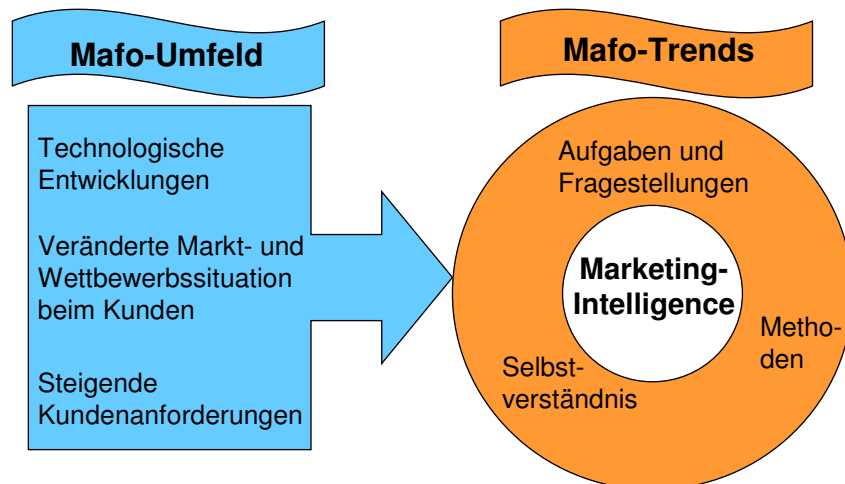 Mafo-Umfeld
Technologische
Entwicklungen
Veränderte Markt- und
Wettbewerbssituation
beim Kunden
Steigende
Kundenanforderungen
Mafo-Trends
Aufgaben und
Fragestellungen
Marketing-
Intelligence
Metho-
den
Selbst-
verständnis